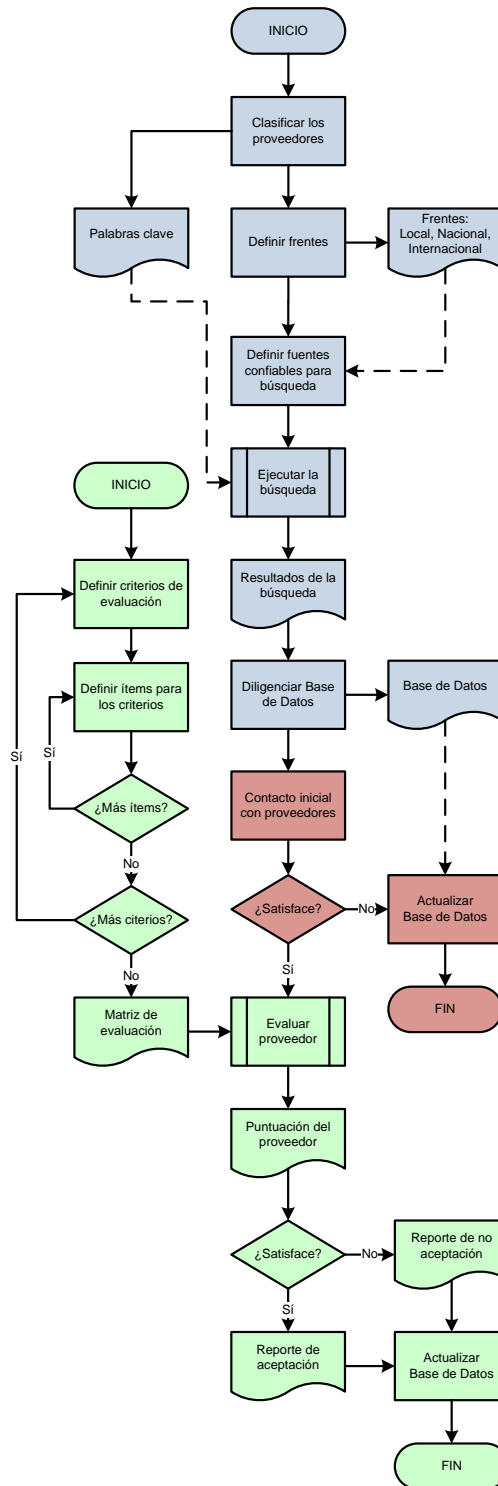 INICIO
Clasificar los
proveedores
Palabras clave
Definir frentes
Frentes:
Local, Nacional,
Internacional
Definir fuentes
confiables para
búsqueda
INICIO
Ejecutar la
búsqueda
Definir criterios de
evaluación
Resultados de la
búsqueda
Definir ítems para
los criterios
Diligenciar Base
de Datos
Base de Datos
Sí
Sí
¿Más ítems?
Contacto inicial
con proveedores
No
¿Más citerios?
¿Satisface?
No
Actualizar
Base de Datos
No
Sí
Matriz de
evaluación
Evaluar
proveedor
FIN
Puntuación del
proveedor
¿Satisface?
No
Reporte de no
aceptación
Sí
Reporte de
aceptación
Actualizar
Base de Datos
FIN